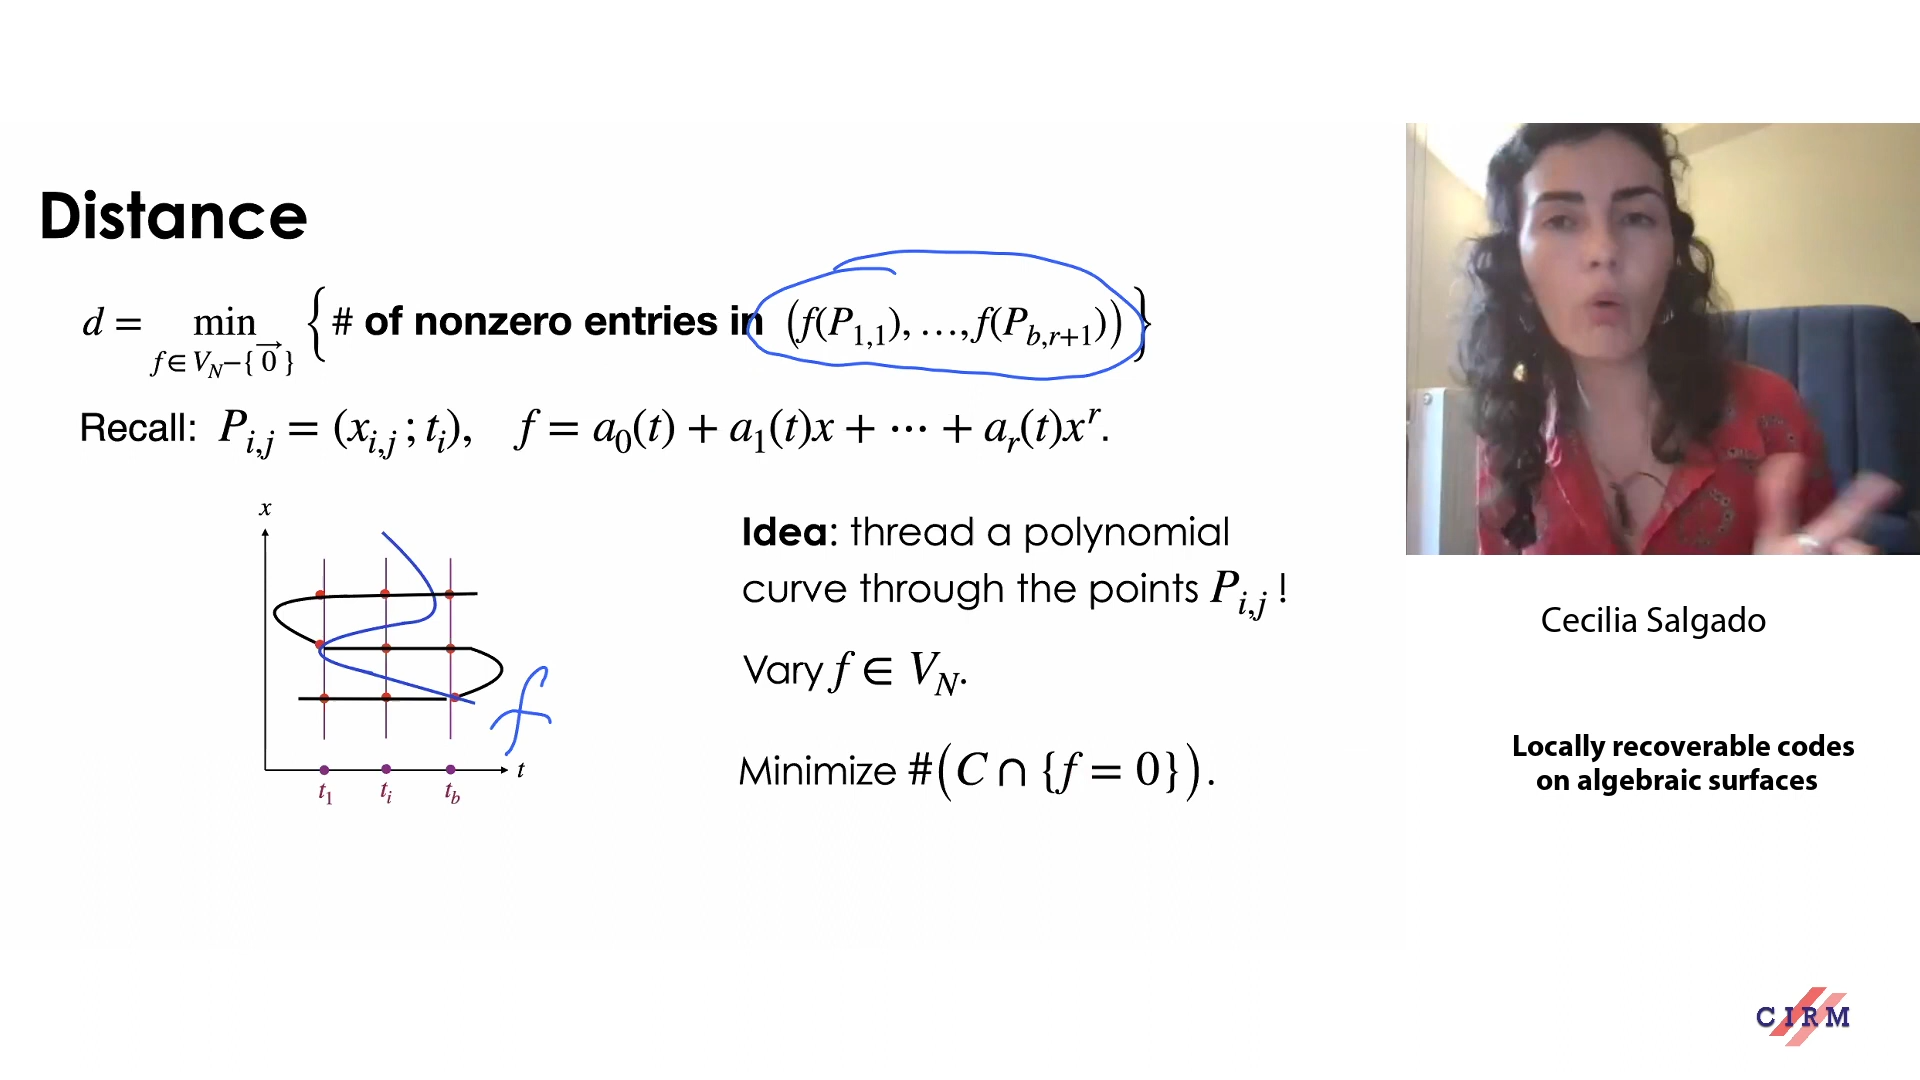 Distance
d = min f ∈ V_N − {0⃗} { # of nonzero entries in (f(P_{1,1}), …, f(P_{b,r+1})) }
Recall: P_{i,j} = (x_{i,j} ; t_i), f = a_0(t) + a_1(t)x + ⋯ + a_r(t)x^r.
x
Idea: thread a polynomial
curve through the points P_{i,j} !
Vary f ∈ V_N.
f
Minimize #(C ∩ {f = 0}).
t
t_1 t_i t_b
Cecilia Salgado
Locally recoverable codes
on algebraic surfaces
CIRM